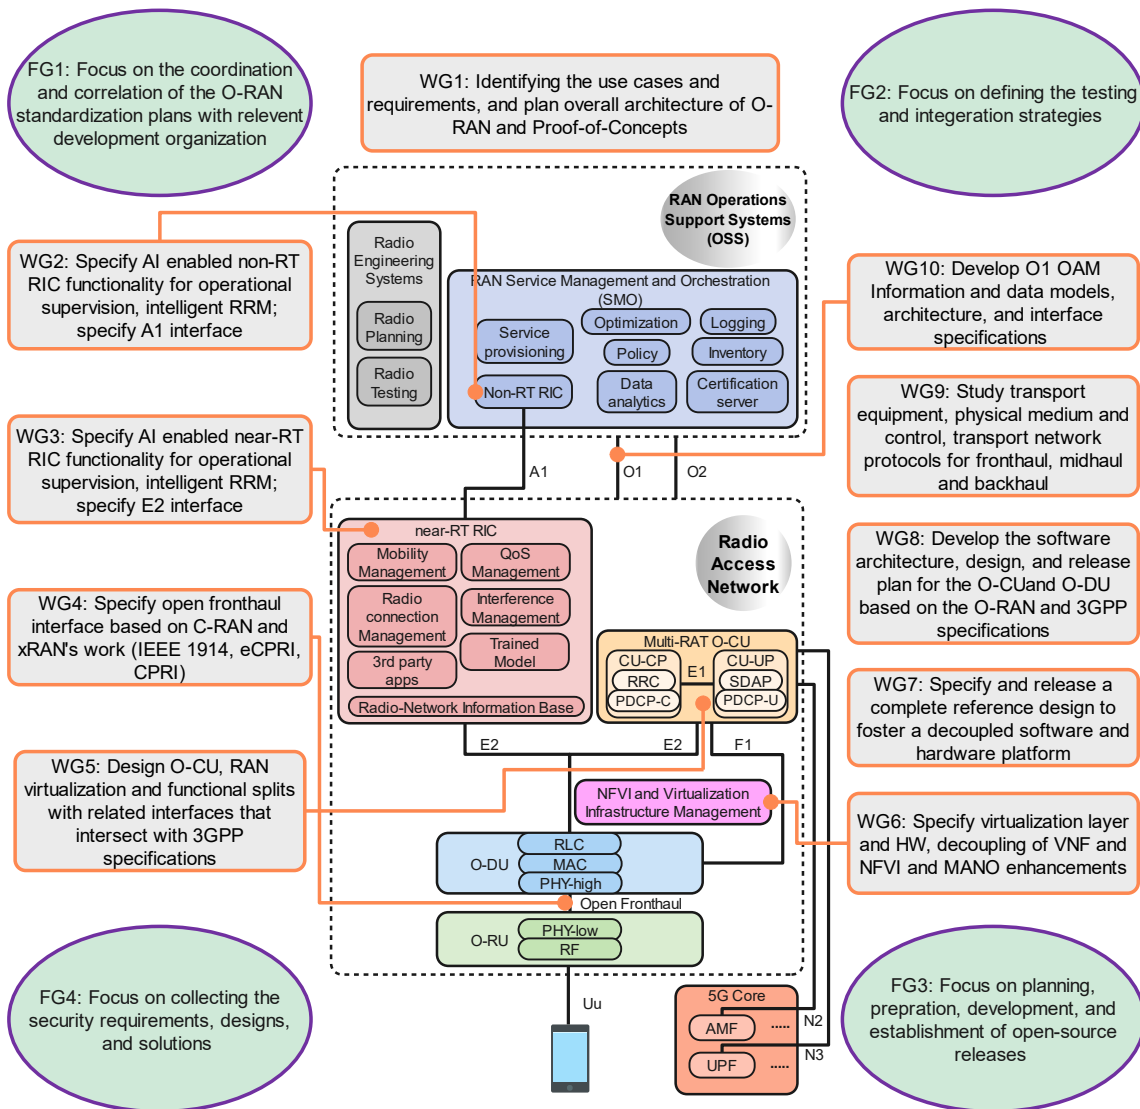 FG1: Focus on the coordination
and correlation of the O-RAN
standardization plans with relevent
development organization
WG1: Identifying the use cases and
requirements, and plan overall architecture of O-
RAN and Proof-of-Concepts
FG2: Focus on defining the testing
and integeration strategies
RAN Operations
Support Systems
(OSS)
WG2: Specify AI enabled non-RT
RIC functionality for operational
supervision, intelligent RRM;
specify A1 interface
Radio
Engineering
Systems
Radio
Planning
Radio
Testing
RAN Service Management and Orchestration
(SMO)
Service
provisioning
Optimization
Logging
Policy
Inventory
Non-RT RIC
Data
analytics
Certification
server
WG10: Develop O1 OAM
Information and data models,
architecture, and interface
specifications
WG3: Specify AI enabled near-RT
RIC functionality for operational
supervision, intelligent RRM;
specify E2 interface
A1
O1
O2
WG9: Study transport
equipment, physical medium and
control, transport network
protocols for fronthaul, midhaul
and backhaul
near-RT RIC
Mobility
Management
QoS
Management
Radio
connection
Management
Interference
Management
Trained
Model
3rd party
apps
Radio-Network Information Base
Radio
Access
Network
WG8: Develop the software
architecture, design, and release
plan for the O-CUand O-DU
based on the O-RAN and 3GPP
specifications
WG4: Specify open fronthaul
interface based on C-RAN and
xRAN's work (IEEE 1914, eCPRI,
CPRI)
Multi-RAT O-CU
CU-CP
RRC
PDCP-C
E1
CU-UP
SDAP
PDCP-U
WG7: Specify and release a
complete reference design to
foster a decoupled software and
hardware platform
E2
E2
F1
WG5: Design O-CU, RAN
virtualization and functional splits
with related interfaces that
intersect with 3GPP
specifications
NFVI and Virtualization
Infrastructure Management
WG6: Specify virtualization layer
and HW, decoupling of VNF and
NFVI and MANO enhancements
O-DU
RLC
MAC
PHY-high
Open Fronthaul
O-RU
PHY-low
RF
FG4: Focus on collecting the
security requirements, designs,
and solutions
Uu
5G Core
AMF
.....
N2
UPF
.....
N3
FG3: Focus on planning,
prepration, development, and
establishment of open-source
releases